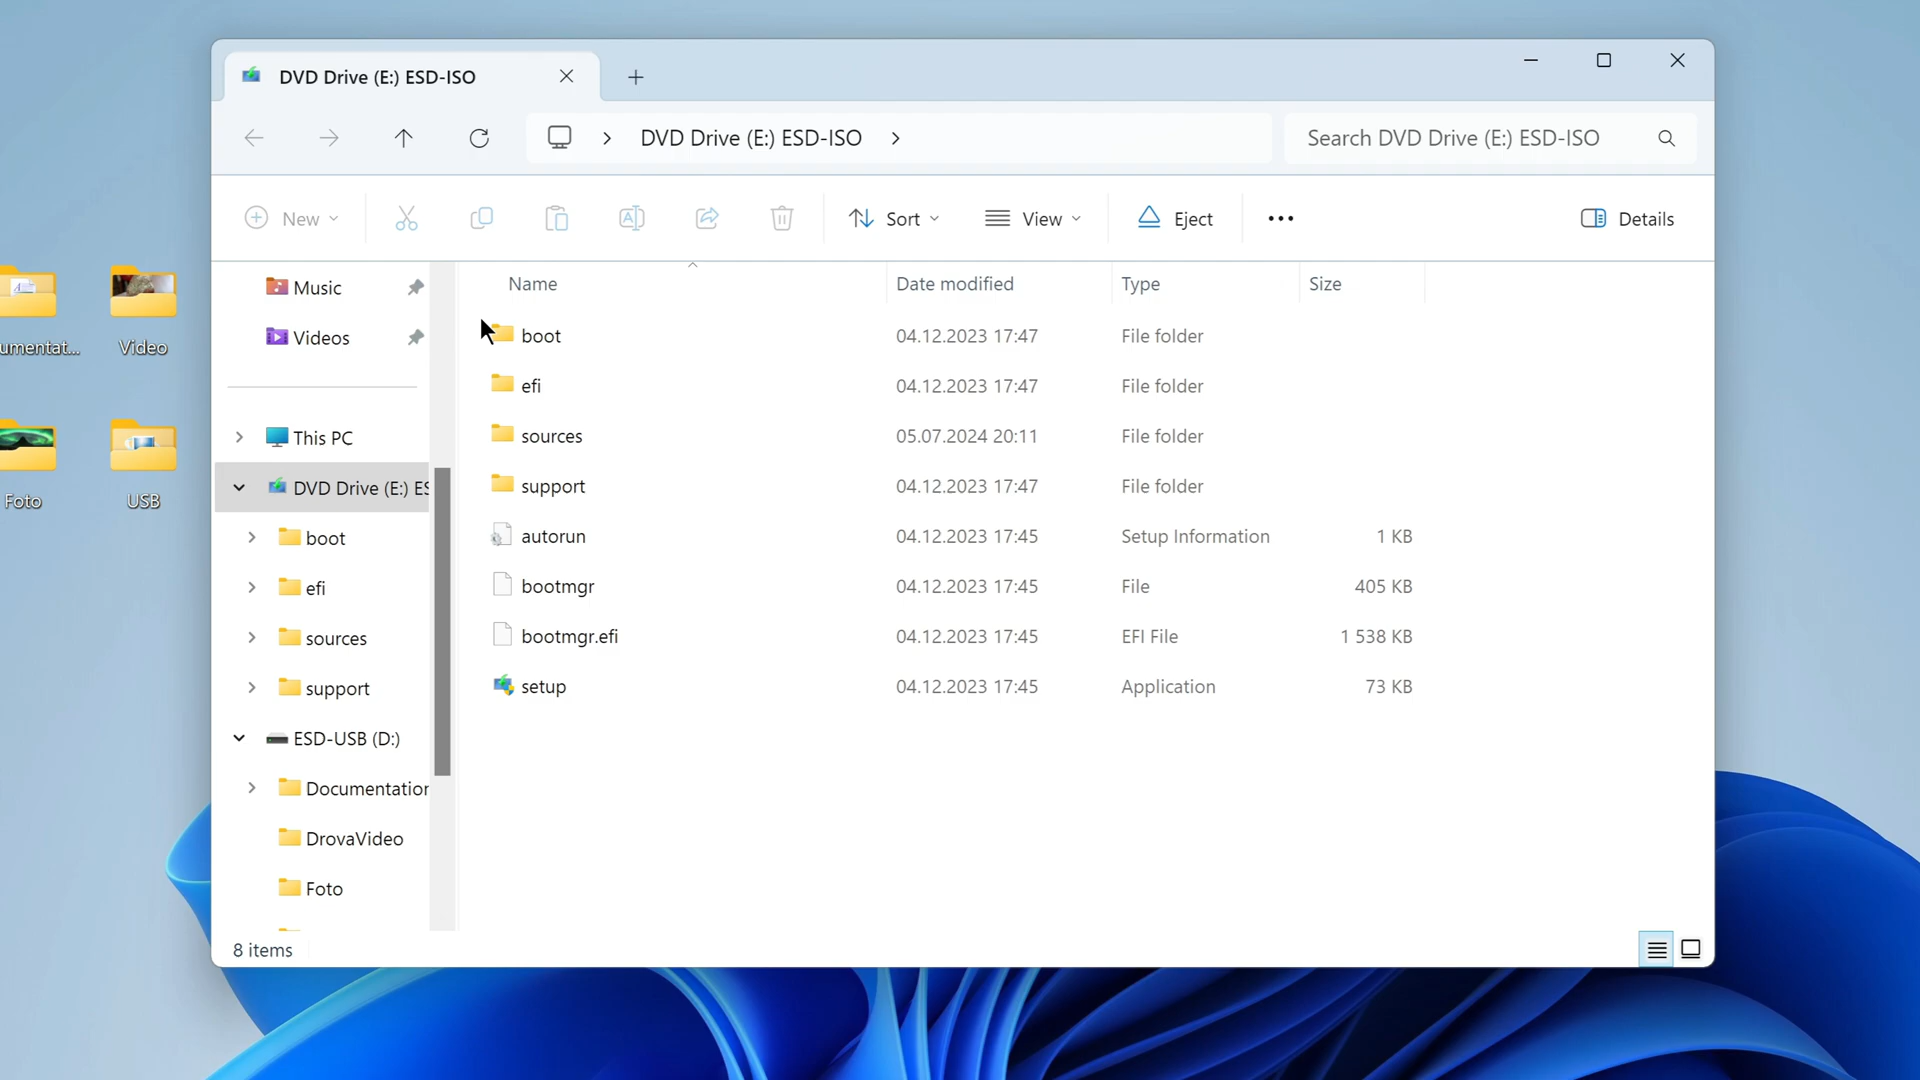 DVD Drive (E:) ESD-ISO
DVD Drive (E:) ESD-ISO
Search DVD Drive (E:) ESD-ISO
New
Sort
View
Eject
Details
umentat...
Video
Foto
USB
Music
Videos
This PC
DVD Drive (E:) ES
boot
efi
sources
support
ESD-USB (D:)
Documentation
DrovaVideo
Foto
Name Date modified Type Size
boot 04.12.2023 17:47 File folder
efi 04.12.2023 17:47 File folder
sources 05.07.2024 20:11 File folder
support 04.12.2023 17:47 File folder
autorun 04.12.2023 17:45 Setup Information 1 KB
bootmgr 04.12.2023 17:45 File 405 KB
bootmgr.efi 04.12.2023 17:45 EFI File 1 538 KB
setup 04.12.2023 17:45 Application 73 KB
8 items